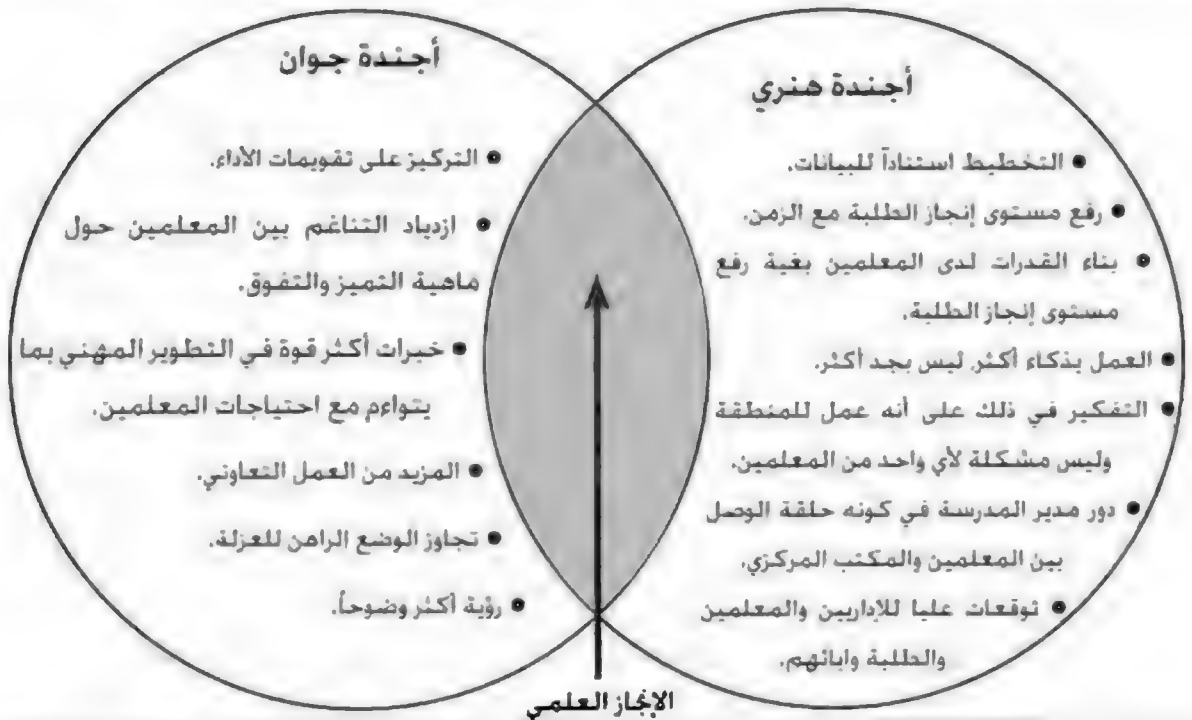 أجندة هنري
• التخطيط استناداً للبيانات.
• رفع مستوى إنجاز الطلبة مع الزمن.
• بناء القدرات لدى المعلمين بغية رفع
مستوى إنجاز الطلبة.
• العمل بذكاء أكثر، ليس بجد أكثر.
• التفكير في ذلك على أنه عمل للمنطقة
وليس مشكلة لأي واحد من المعلمين.
• دور مدير المدرسة في كونه حلقة الوصل
بين المعلمين والمكتب المركزي.
• توقعات عليا للإداريين والمعلمين
والطلبة وابائهم.
أجندة جوان
• التركيز على تقويمات الأداء.
• ازدياد التناغم بين المعلمين حول
ماهية التميز والتفوق.
• خبرات أكثر قوة في التطوير المهني بما
يتواءم مع احتياجات المعلمين.
• المزيد من العمل التعاوني.
• تجاوز الوضع الراهن للعزلة.
• رؤية أكثر وضوحاً.
الإنجاز العلمي